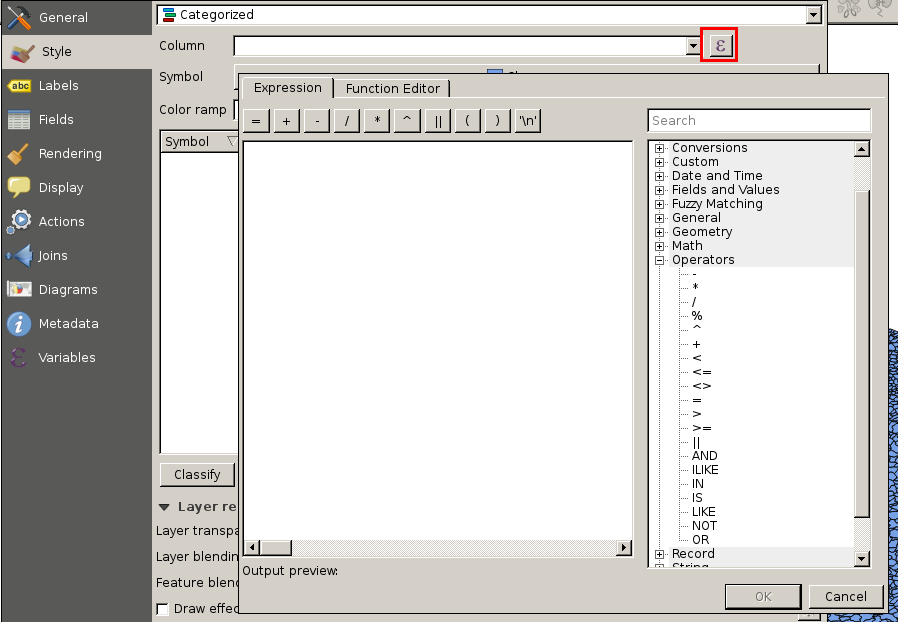 General
Style
Labels
Fields
Rendering
Display
Actions
Joins
Diagrams
Metadata
Variables
Categorized
Column
ε
Symbol
Color ramp
Symbol
Classify
Layer re
Layer transpa
Layer blendin
Feature blend
Draw effec
Expression
Function Editor
= + - / * ^ || ( ) '\n'
Output preview:
Search
Conversions
Custom
Date and Time
Fields and Values
Fuzzy Matching
General
Geometry
Math
Operators
-
*
/
%
^
+
<
<=
<>
=
>
>=
||
AND
ILIKE
IN
IS
LIKE
NOT
OR
Record
String
OK
Cancel